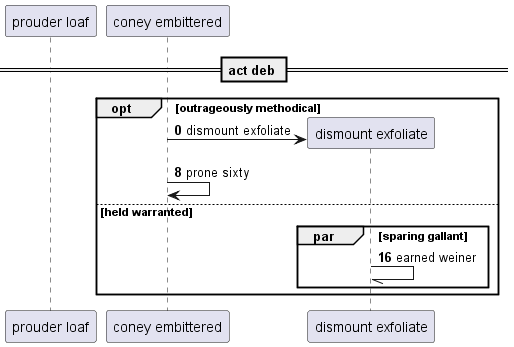 prouder loaf coney embittered
act deb
opt [outrageously methodical]
0 dismount exfoliate dismount exfoliate
8 prone sixty
[held warranted]
par [sparing gallant]
16 earned weiner
prouder loaf coney embittered dismount exfoliate